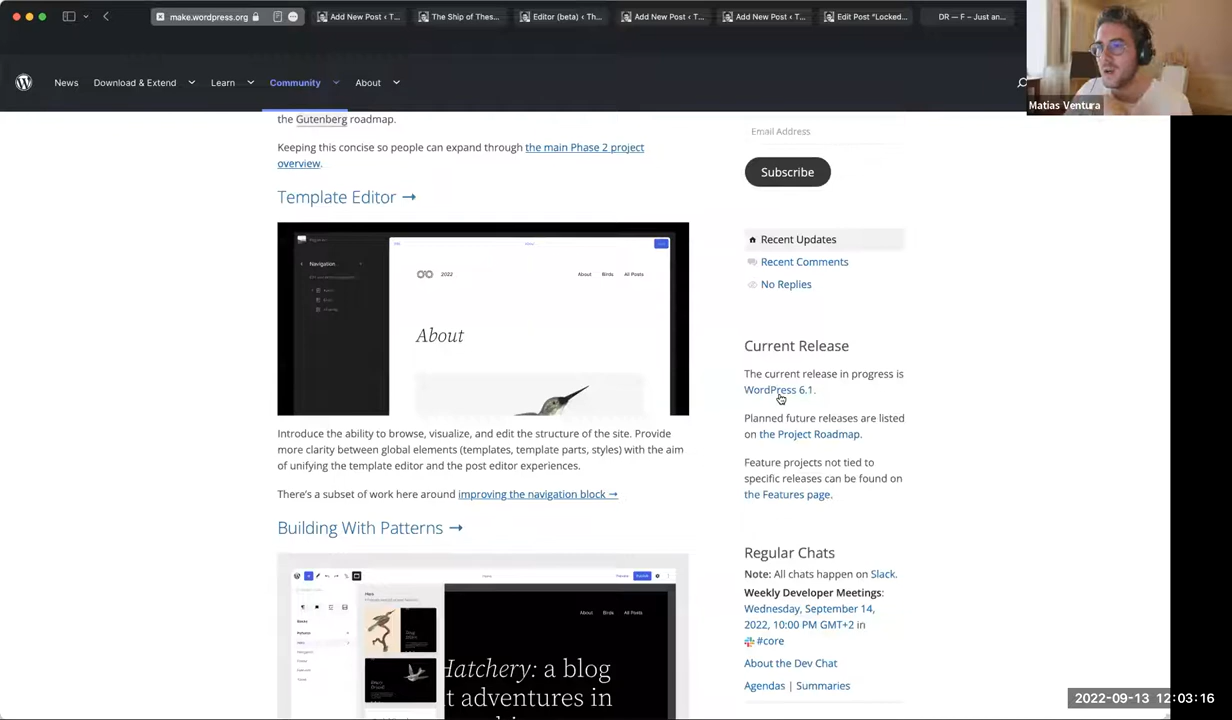 make.wordpress.org
Add New Post ‹ T...
The Ship of Thes...
Editor (beta) ‹ Th...
Add New Post ‹ T...
Add New Post ‹ T...
Edit Post “Locked...
DR — F – Just an...
News
Download & Extend
Learn
Community
About
Matias Ventura
the Gutenberg roadmap.
Keeping this concise so people can expand through the main Phase 2 project
overview.
Template Editor →
Navigation
2022
About
Birds
All Posts
About
Introduce the ability to browse, visualize, and edit the structure of the site. Provide
more clarity between global elements (templates, template parts, styles) with the aim
of unifying the template editor and the post editor experiences.
There’s a subset of work here around improving the navigation block →
Building With Patterns →
About
Birds
All Posts
Hatchery: a blog
t adventures in
Email Address
Subscribe
Recent Updates
Recent Comments
No Replies
Current Release
The current release in progress is
WordPress 6.1.
Planned future releases are listed
on the Project Roadmap.
Feature projects not tied to
specific releases can be found on
the Features page.
Regular Chats
Note: All chats happen on Slack.
Weekly Developer Meetings:
Wednesday, September 14,
2022, 10:00 PM GMT+2 in
#core
About the Dev Chat
Agendas | Summaries
2022-09-13 12:03:16